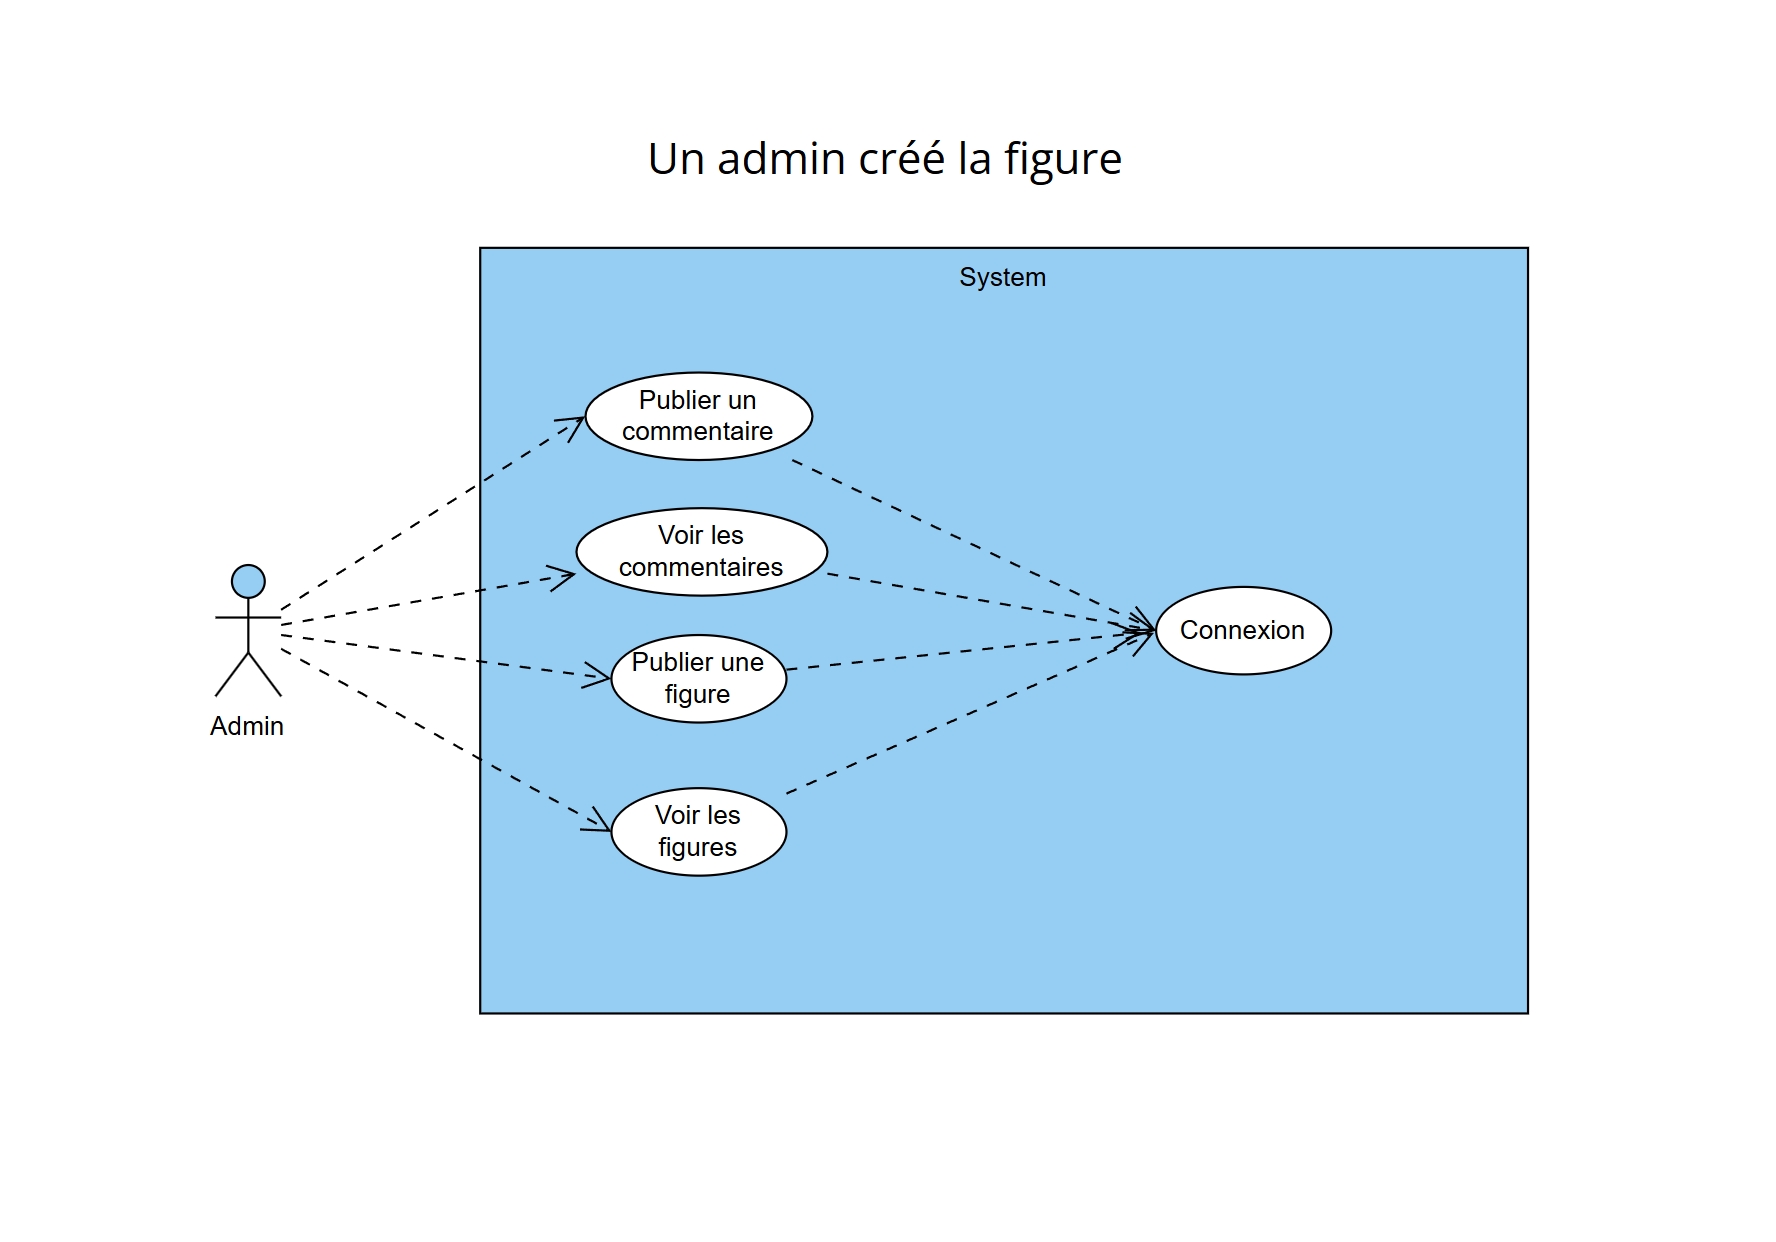 Un admin créé la figure
System
Publier un
commentaire
Voir les
commentaires
Publier une
figure
Voir les
figures
Connexion
Admin